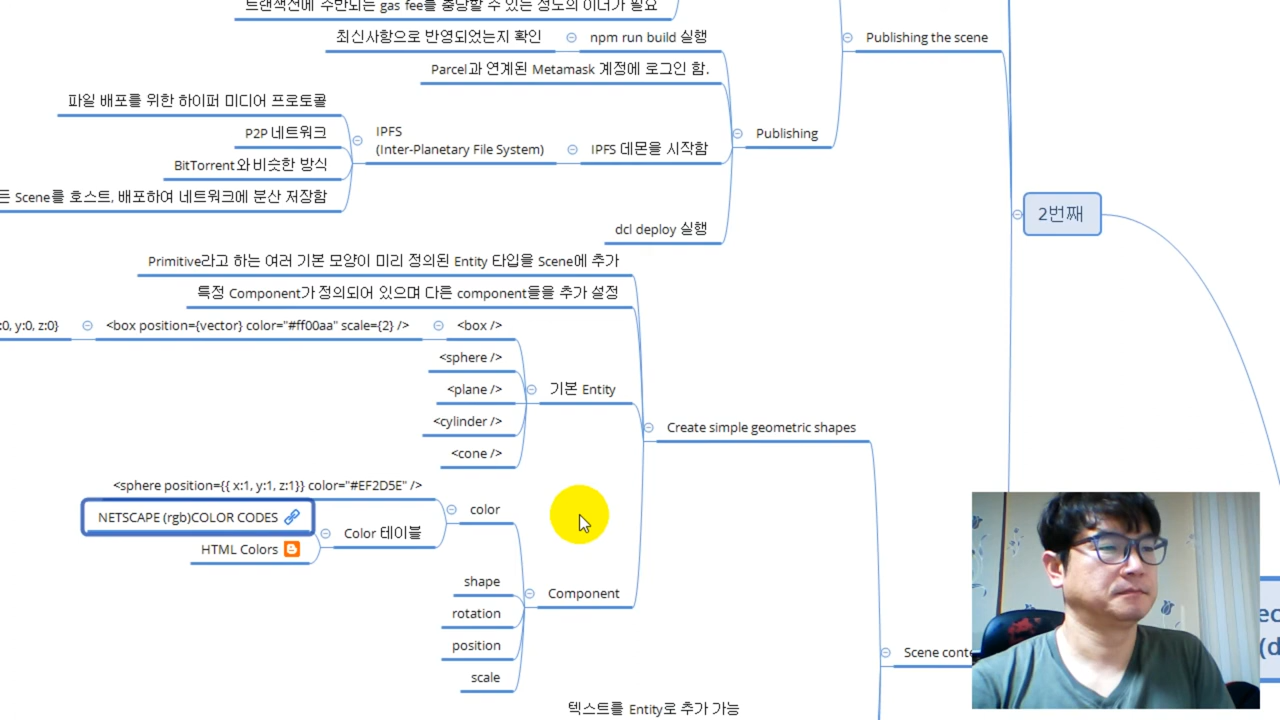 트랜잭션에 수반되는 gas fee를 충당할 수 있는 정도의 이더가 필요
최신사항으로 반영되었는지 확인
npm run build 실행
Publishing the scene
Parcel과 연계된 Metamask 계정에 로그인 함.
파일 배포를 위한 하이퍼 미디어 프로토콜
P2P 네트워크
IPFS
(Inter-Planetary File System)
IPFS 데몬을 시작함
Publishing
BitTorrent와 비슷한 방식
든 Scene를 호스트, 배포하여 네트워크에 분산 저장함
2번째
dcl deploy 실행
Primitive라고 하는 여러 기본 모양이 미리 정의된 Entity 타입을 Scene에 추가
특정 Component가 정의되어 있으며 다른 component들을 추가 설정
:0, y:0, z:0}
<box position={vector} color="#ff00aa" scale={2} />
<box />
<sphere />
<plane />
기본 Entity
<cylinder />
<cone />
Create simple geometric shapes
<sphere position={{ x:1, y:1, z:1}} color="#EF2D5E" />
NETSCAPE (rgb)COLOR CODES
color
Color 테이블
HTML Colors
shape
Component
rotation
position
scale
Scene conte
텍스트를 Entity로 추가 가능
ec
(d